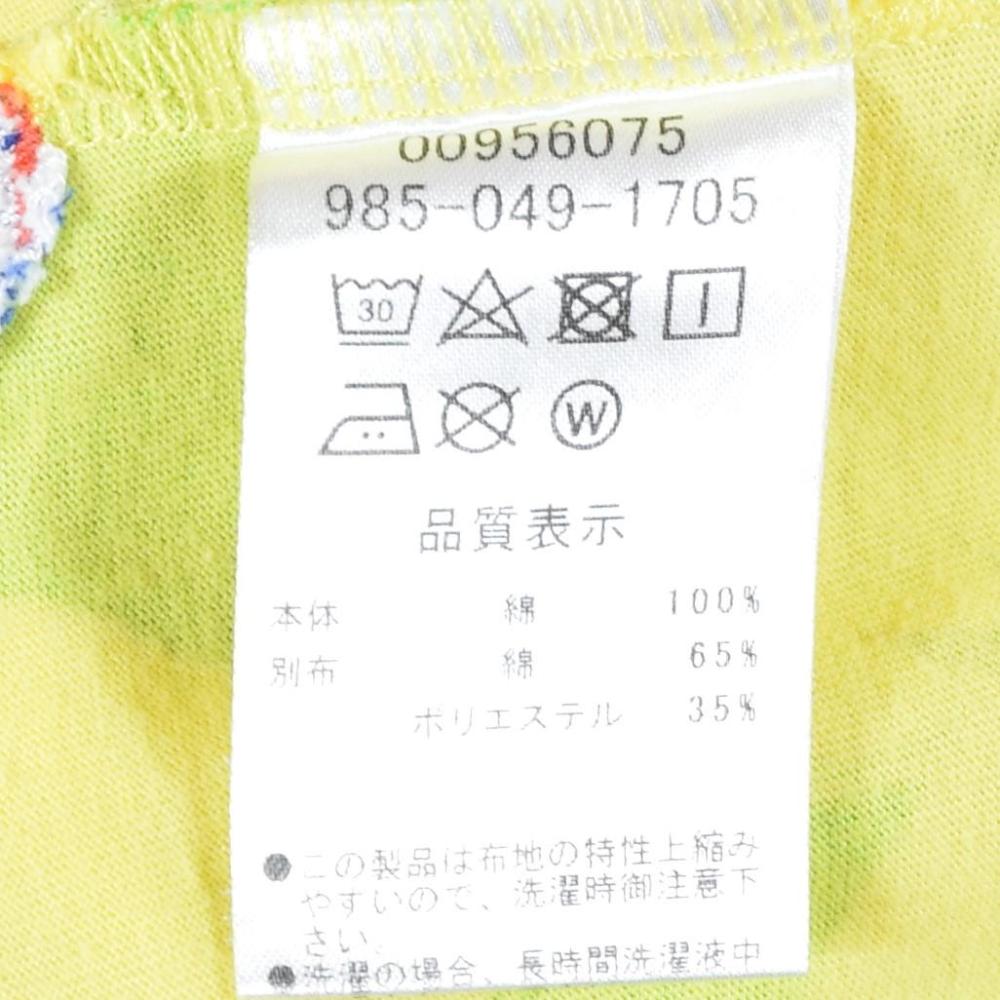 00956075
985-049-1705
30
W
品質表示
本体 綿 100%
別布 綿 65%
ポリエステル 35%
●この製品は布地の特性上縮み
やすいので、洗濯時御注意下
さい。
●洗濯の場合、長時間洗濯液中